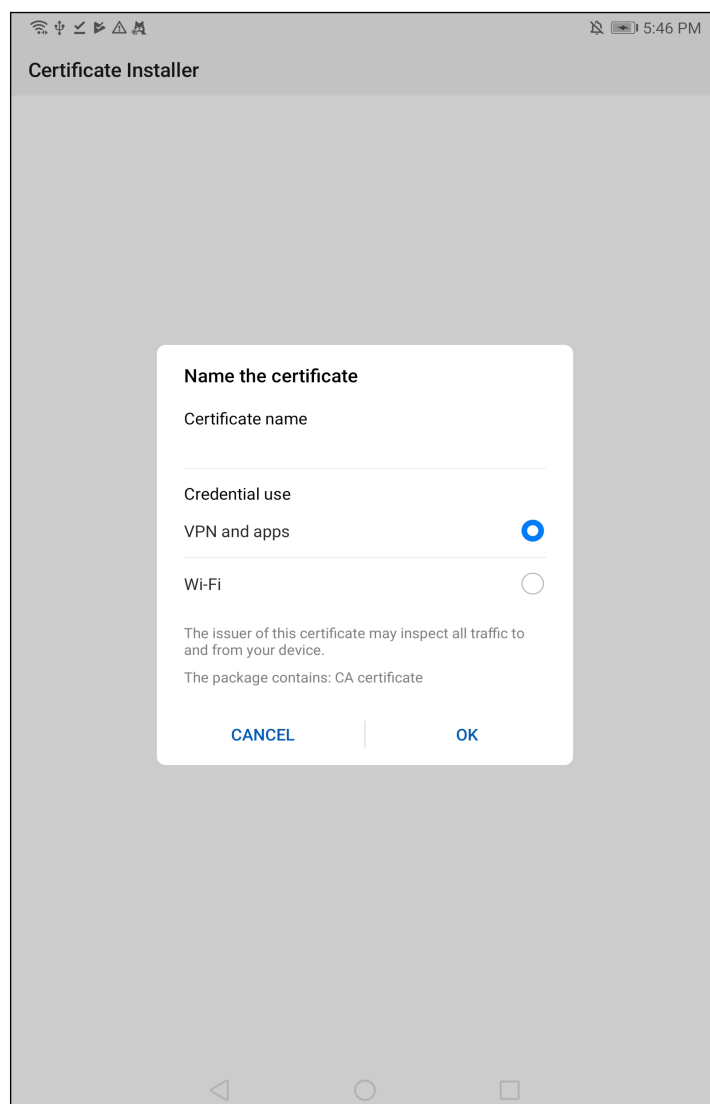 5:46 PM
Certificate Installer
Name the certificate
Certificate name
Credential use
VPN and apps
Wi-Fi
The issuer of this certificate may inspect all traffic to
and from your device.
The package contains: CA certificate
CANCEL
OK